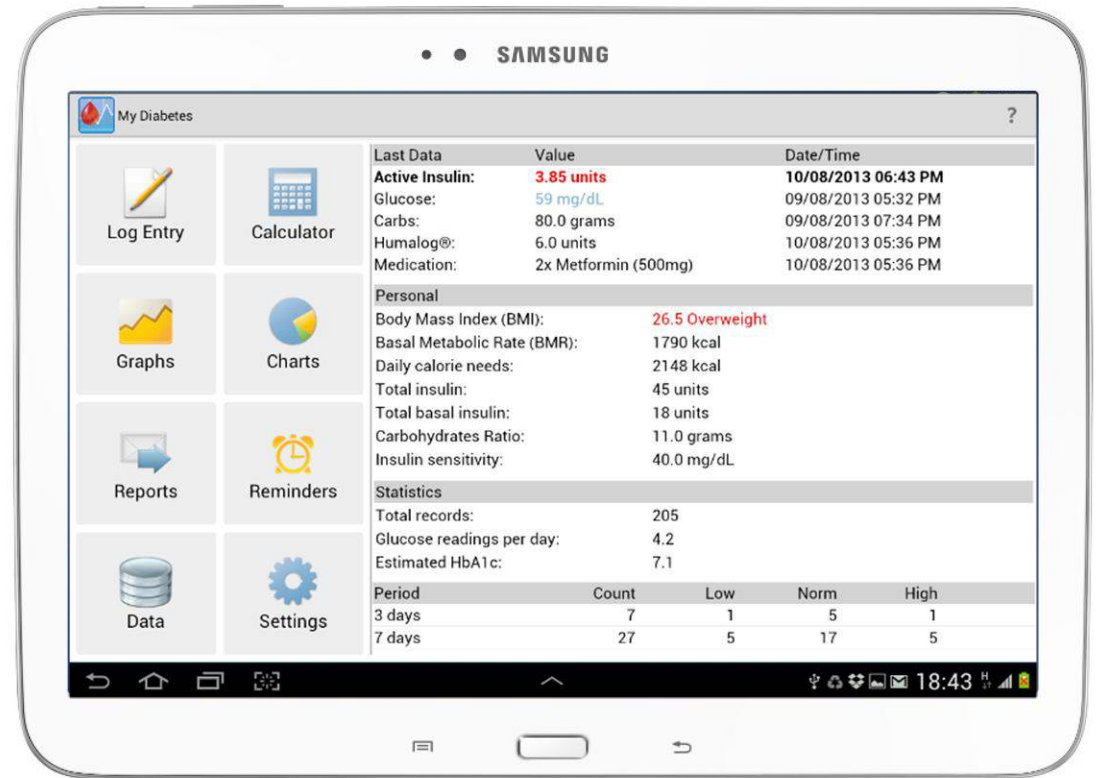 SAMSUNG
My Diabetes ?
Log Entry
Calculator
Graphs
Charts
Reports
Reminders
Data
Settings
Last Data Value Date/Time
Active Insulin: 3.85 units 10/08/2013 06:43 PM
Glucose: 59 mg/dL 09/08/2013 05:32 PM
Carbs: 80.0 grams 09/08/2013 07:34 PM
Humalog®: 6.0 units 10/08/2013 05:36 PM
Medication: 2x Metformin (500mg) 10/08/2013 05:36 PM
Personal
Body Mass Index (BMI): 26.5 Overweight
Basal Metabolic Rate (BMR): 1790 kcal
Daily calorie needs: 2148 kcal
Total insulin: 45 units
Total basal insulin: 18 units
Carbohydrates Ratio: 11.0 grams
Insulin sensitivity: 40.0 mg/dL
Statistics
Total records: 205
Glucose readings per day: 4.2
Estimated HbA1c: 7.1
Period Count Low Norm High
3 days 7 1 5 1
7 days 27 5 17 5
18:43 H